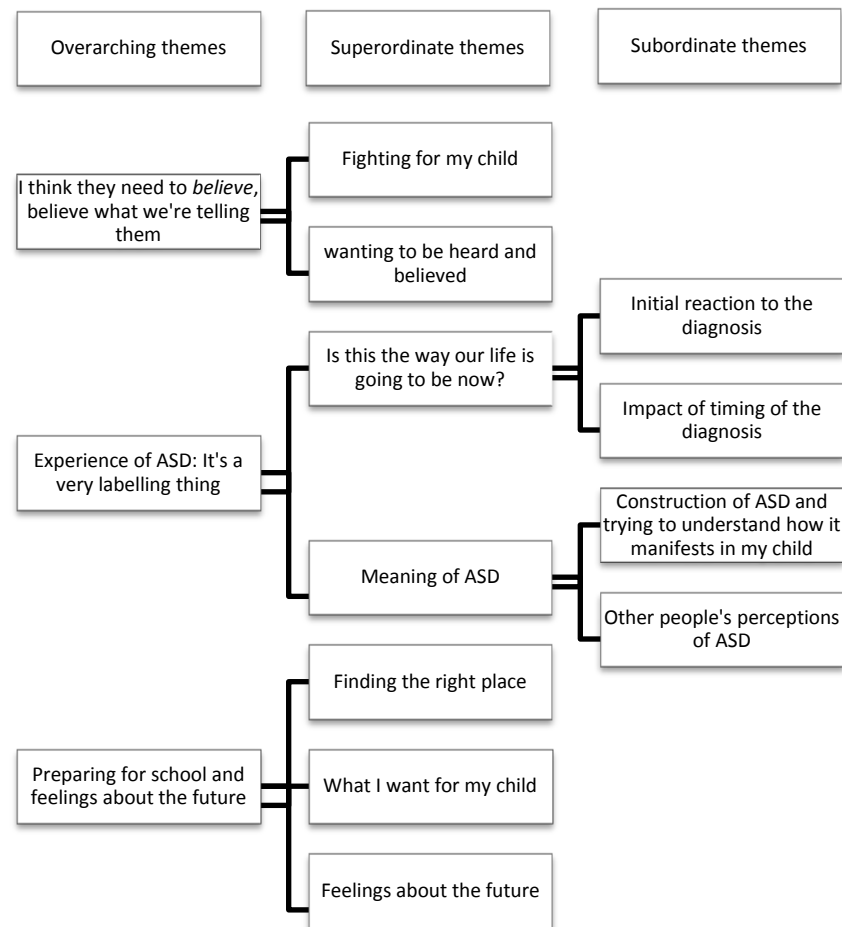 Overarching themes
Superordinate themes
Subordinate themes
I think they need to believe,
believe what we're telling
them
Fighting for my child
wanting to be heard and
believed
Experience of ASD: It's a
very labelling thing
Is this the way our life is
going to be now?
Initial reaction to the
diagnosis
Impact of timing of the
diagnosis
Meaning of ASD
Construction of ASD and
trying to understand how it
manifests in my child
Other people's perceptions
of ASD
Preparing for school and
feelings about the future
Finding the right place
What I want for my child
Feelings about the future